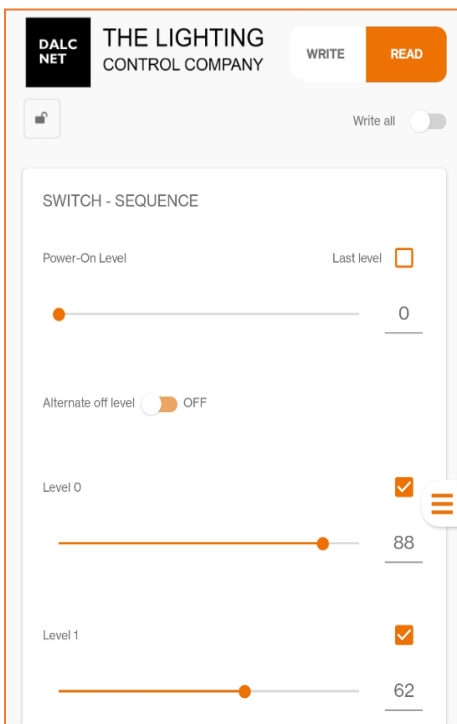 DALC
NET
THE LIGHTING
CONTROL COMPANY
WRITE
READ
Write all
SWITCH - SEQUENCE
Power-On Level
Last level
0
Alternate off level
OFF
Level 0
88
Level 1
62